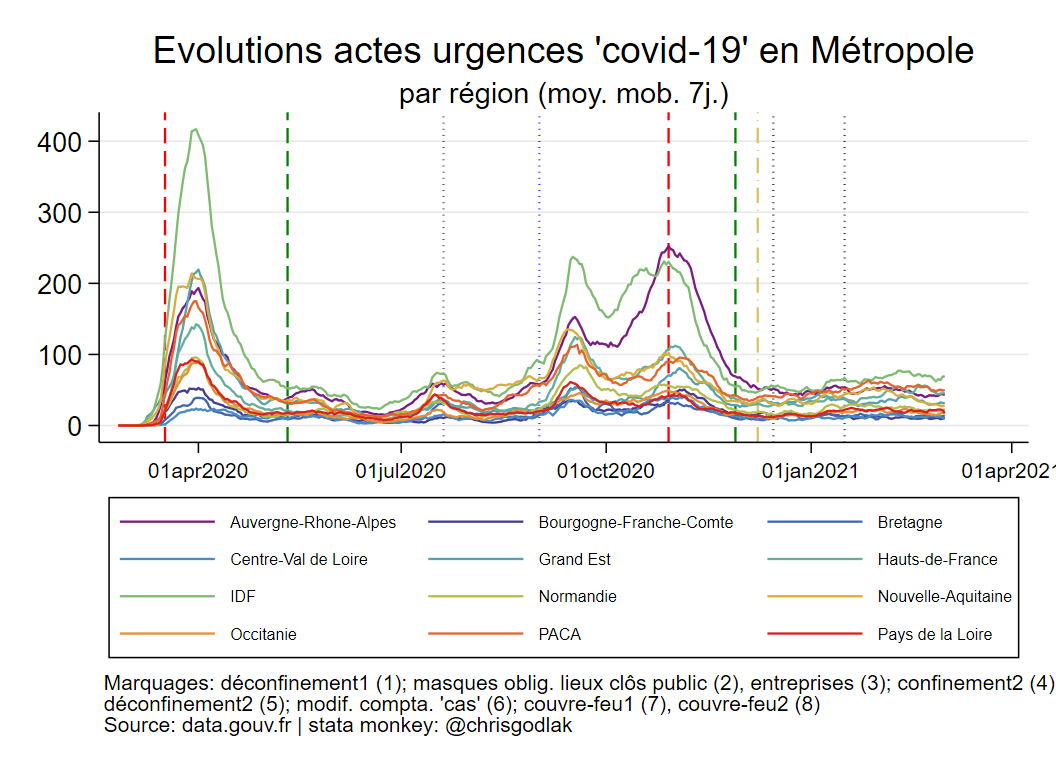 Evolutions actes urgences 'covid-19' en Métropole
par région (moy. mob. 7j.)
400
300
200
100
0
01apr2020 01jul2020 01oct2020 01jan2021 01apr2021
Auvergne-Rhone-Alpes Bourgogne-Franche-Comte Bretagne
Centre-Val de Loire Grand Est Hauts-de-France
IDF Normandie Nouvelle-Aquitaine
Occitanie PACA Pays de la Loire
Marquages: déconfinement1 (1); masques oblig. lieux clôs public (2), entreprises (3); confinement2 (4)
déconfinement2 (5); modif. compta. 'cas' (6); couvre-feu1 (7), couvre-feu2 (8)
Source: data.gouv.fr | stata monkey: @chrisgodlak